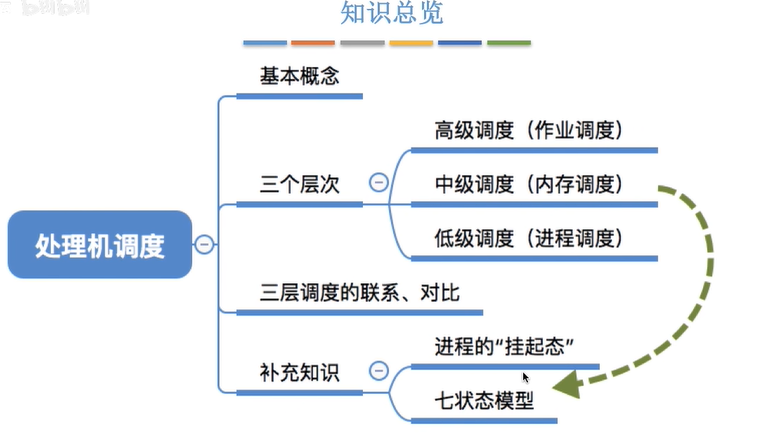 bilibili
知识总览
基本概念
高级调度（作业调度）
三个层次
中级调度（内存调度）
低级调度（进程调度）
处理机调度
三层调度的联系、对比
进程的“挂起态”
补充知识
七状态模型